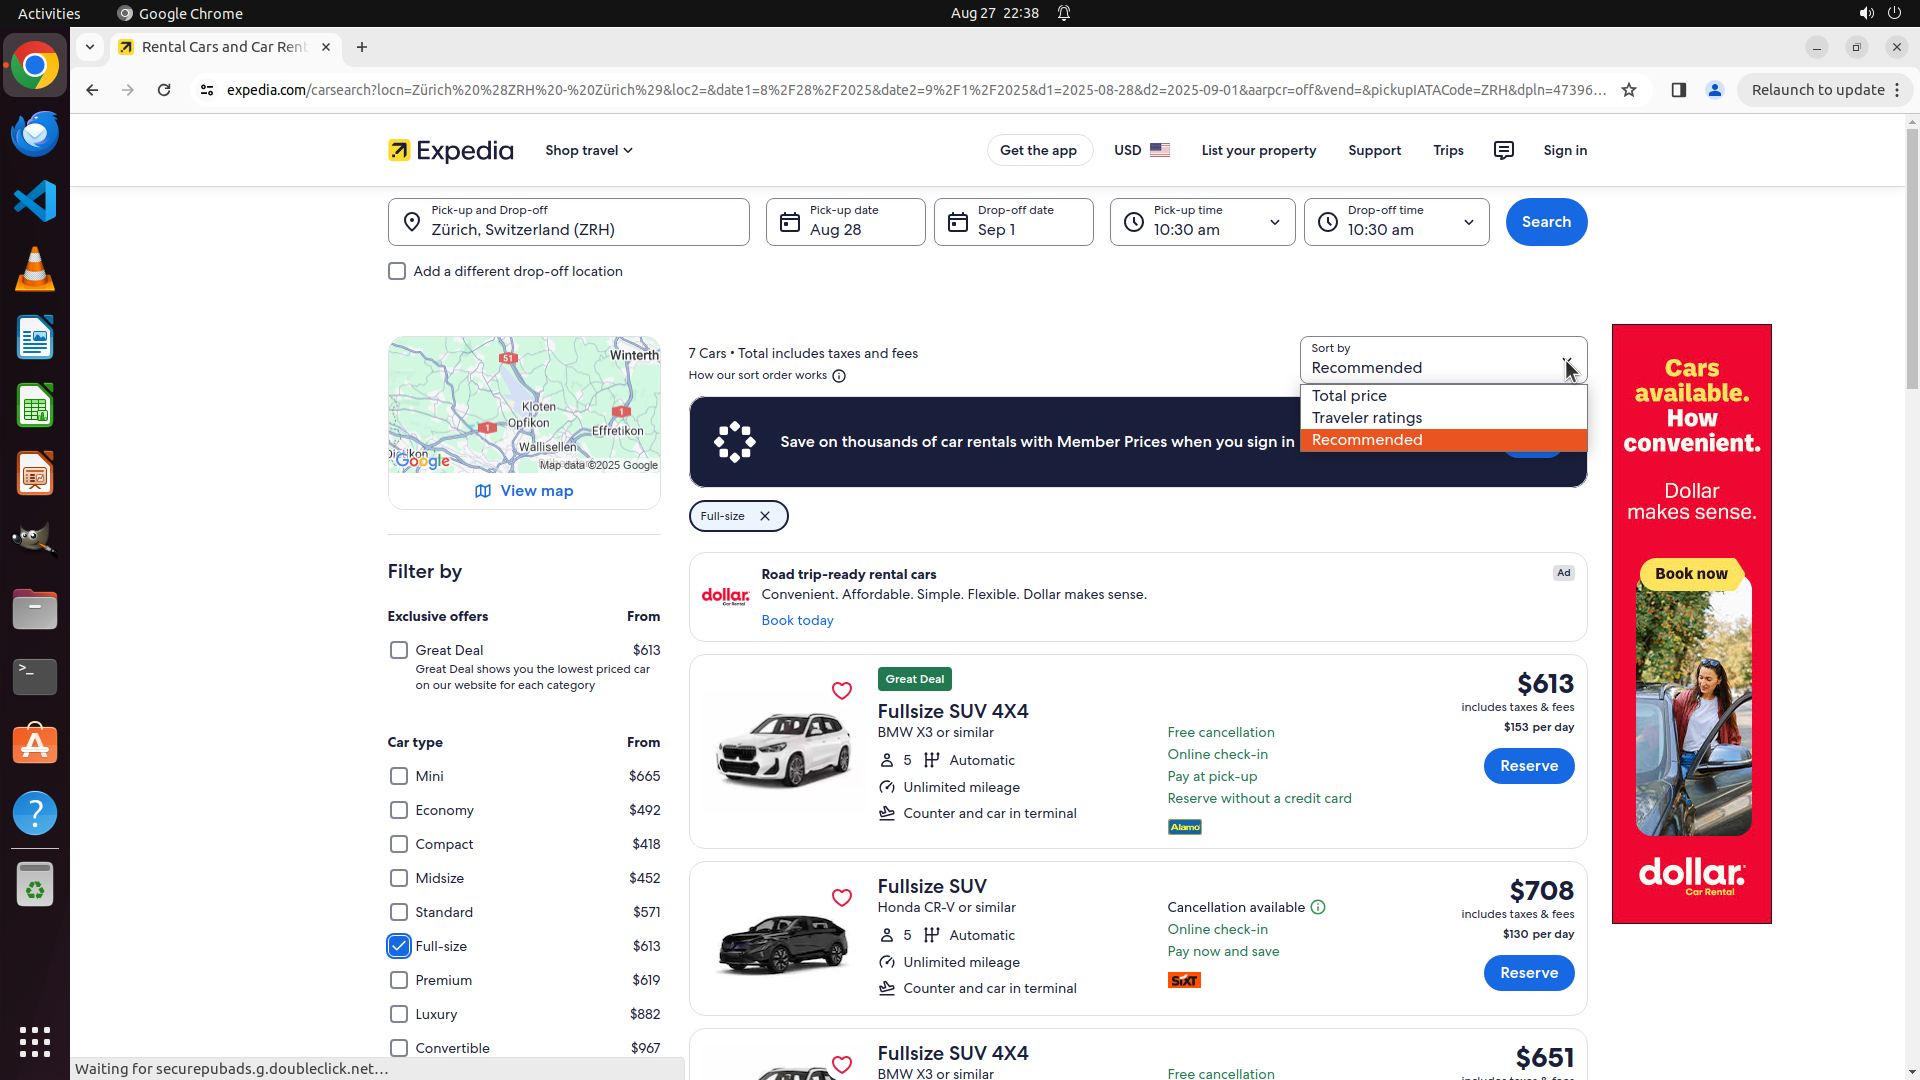 Activities
Google Chrome
Aug 27 22:38
Rental Cars and Car Rent
expedia.com/carsearch?locn=Zürich%20%28ZRH%20-%20Zürich%29&loc2=&date1=8%2F28%2F2025&date2=9%2F1%2F2025&d1=2025-08-28&d2=2025-09-01&aarpcr=off&vend=&pickupIATACode=ZRH&dpln=47396...
Relaunch to update
Expedia
Shop travel
Get the app
USD
List your property
Support
Trips
Sign in
Pick-up and Drop-off
Zürich, Switzerland (ZRH)
Pick-up date
Aug 28
Drop-off date
Sep 1
Pick-up time
10:30 am
Drop-off time
10:30 am
Search
Add a different drop-off location
51
Winterth
Kloten
Opfikon
1
Effretikon
1
Wallisellen
Google
Map data ©2025 Google
View map
7 Cars • Total includes taxes and fees
How our sort order works
Sort by
Recommended
Total price
Traveler ratings
Recommended
Save on thousands of car rentals with Member Prices when you sign in
Full-size
Filter by
Exclusive offers From
Great Deal $613
Great Deal shows you the lowest priced car
on our website for each category
Car type From
Mini $665
Economy $492
Compact $418
Midsize $452
Standard $571
Full-size $613
Premium $619
Luxury $882
Convertible $967
Road trip-ready rental cars
Ad
dollar.
Car Rental
Convenient. Affordable. Simple. Flexible. Dollar makes sense.
Book today
Great Deal
Fullsize SUV 4X4
BMW X3 or similar
5 Automatic
Unlimited mileage
Counter and car in terminal
Free cancellation
Online check-in
Pay at pick-up
Reserve without a credit card
Alamo
$613
includes taxes & fees
$153 per day
Reserve
Fullsize SUV
Honda CR-V or similar
5 Automatic
Unlimited mileage
Counter and car in terminal
Cancellation available
Online check-in
Pay now and save
SIXT
$708
includes taxes & fees
$130 per day
Reserve
Fullsize SUV 4X4
BMW X3 or similar
Free cancellation
$651
Cars
available.
How
convenient.
Dollar
makes sense.
Book now
dollar.
Car Rental
Waiting for securepubads.g.doubleclick.net…